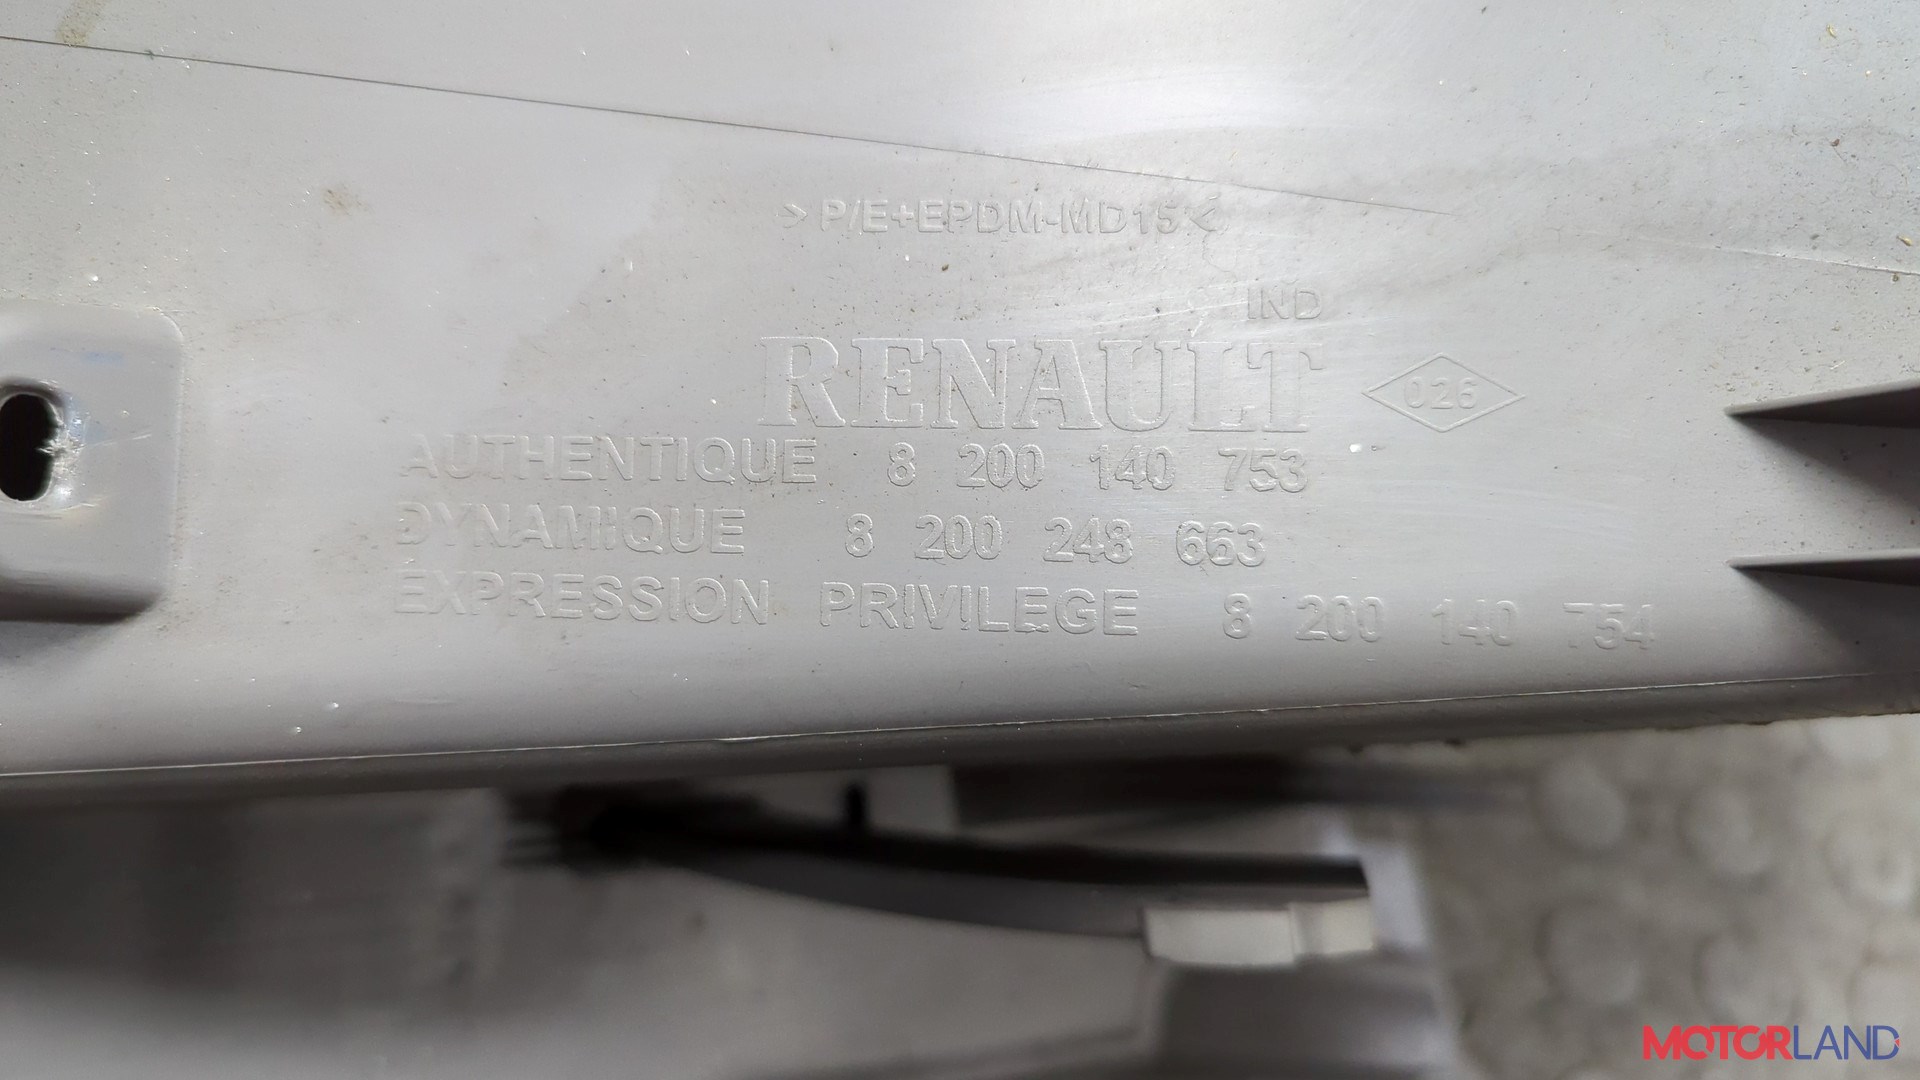 >P/E+EPDM-MD15<
IND
RENAULT 026
AUTHENTIQUE 8 200 140 753
DYNAMIQUE 8 200 248 663
EXPRESSION PRIVILEGE 8 200 140 754
MOTORLAND